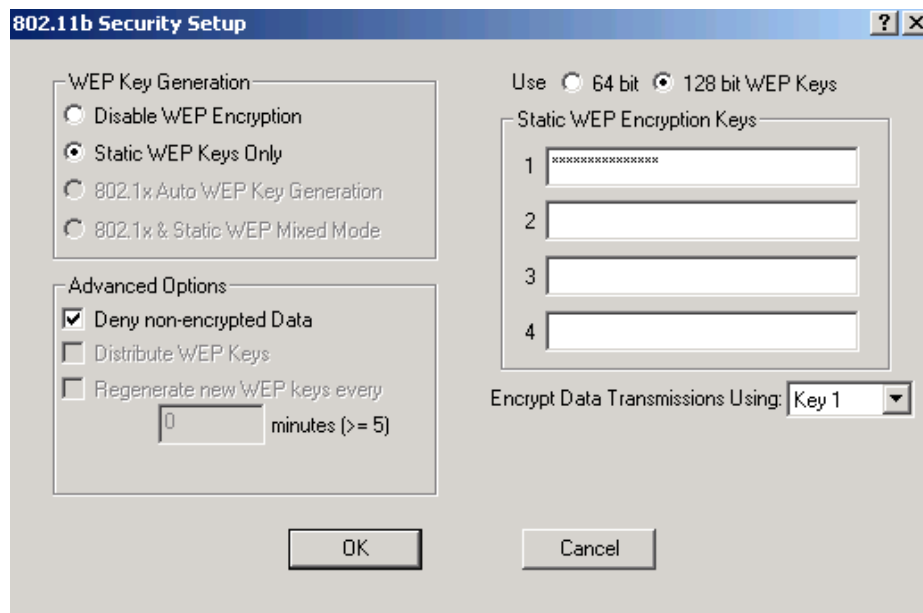 802.11b Security Setup
WEP Key Generation
Disable WEP Encryption
Static WEP Keys Only
802.1x Auto WEP Key Generation
802.1x & Static WEP Mixed Mode
Advanced Options
Deny non-encrypted Data
Distribute WEP Keys
Regenerate new WEP keys every
0 minutes (>= 5)
Use 64 bit 128 bit WEP Keys
Static WEP Encryption Keys
1 ***************
2
3
4
Encrypt Data Transmissions Using: Key 1
OK Cancel